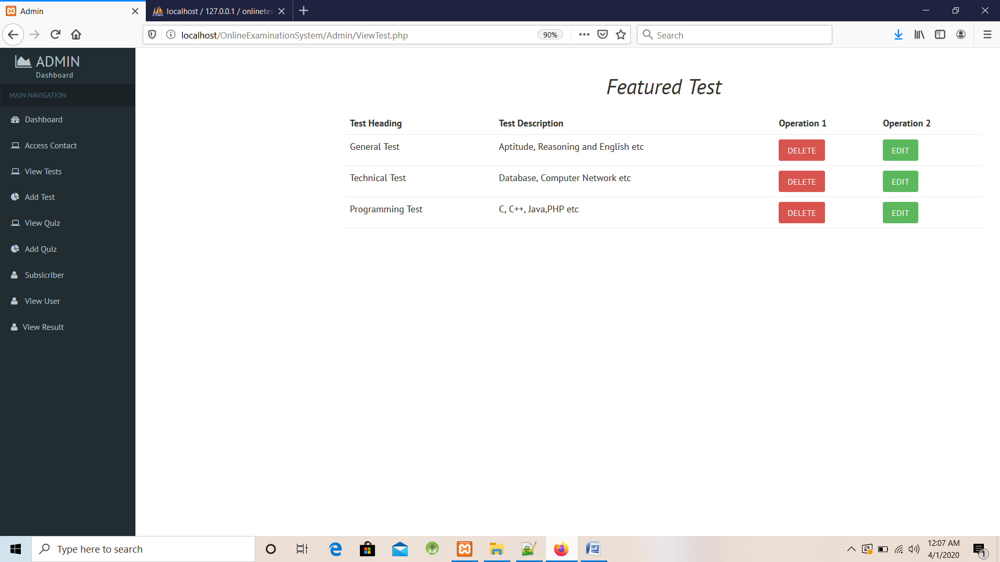 Admin
localhost / 127.0.0.1 / onlinetes
localhost/OnlineExaminationSystem/Admin/ViewTest.php
90%
Search
ADMIN
Dashboard
MAIN NAVIGATION
Dashboard
Access Contact
View Tests
Add Test
View Quiz
Add Quiz
Subsicriber
View User
View Result
Featured Test
Test Heading Test Description Operation 1 Operation 2
General Test Aptitude, Reasoning and English etc DELETE EDIT
Technical Test Database, Computer Network etc DELETE EDIT
Programming Test C, C++, Java,PHP etc DELETE EDIT
Type here to search
12:07 AM
4/1/2020
1